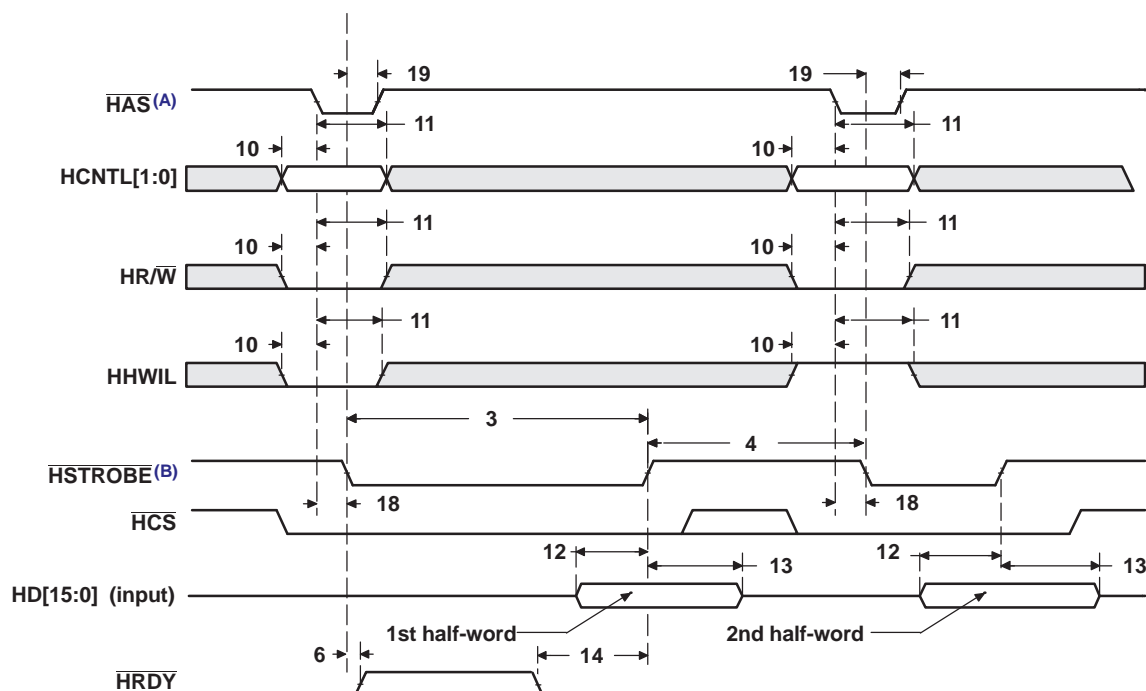 19 19
HAS(A)
11 11
10 10
HCNTL[1:0]
11 11
10 10
HR/W
11 11
10 10
HHWIL
3
4
HSTROBE(B)
18 18
HCS
12 12
13 13
HD[15:0] (input)
1st half-word 2nd half-word
6 14
HRDY